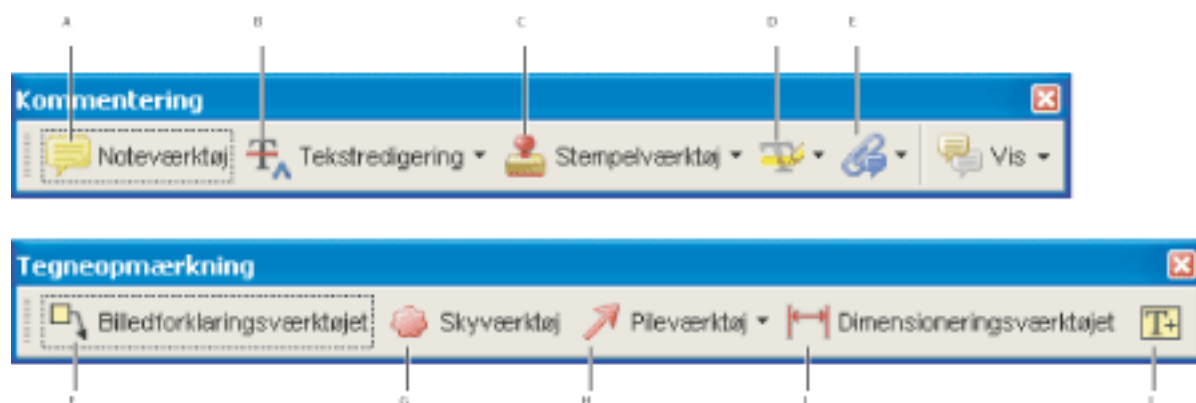 A B C D E
Kommentering
Noteværktøj Tekstredigering Stempelværktøj Vis
Tegneopmærkning
Billedforklaringsværktøjet Skyværktøj Pileværktøj Dimensioneringsværktøjet T+
F G H I J